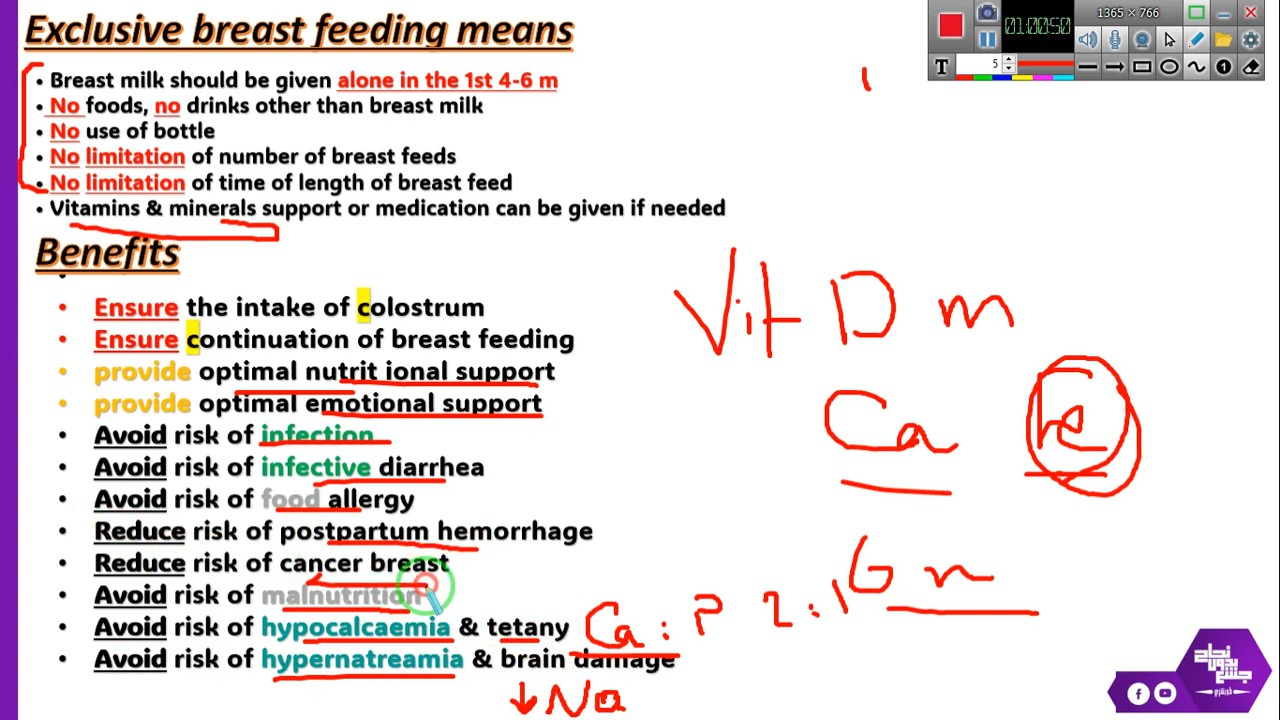 Exclusive breast feeding means
• Breast milk should be given alone in the 1st 4-6 m
• No foods, no drinks other than breast milk
• No use of bottle
• No limitation of number of breast feeds
• No limitation of time of length of breast feed
• Vitamins & minerals support or medication can be given if needed
Benefits
• Ensure the intake of colostrum
• Ensure continuation of breast feeding
• provide optimal nutrit ional support
• provide optimal emotional support
• Avoid risk of infection
• Avoid risk of infective diarrhea
• Avoid risk of food allergy
• Reduce risk of postpartum hemorrhage
• Reduce risk of cancer breast
• Avoid risk of malnutrition
• Avoid risk of hypocalcaemia & tetany
• Avoid risk of hypernatreamia & brain damage
Vit D m
Ca Fe
6 m
Ca : P 2:1
↓ Na
01:00:50
1365 × 766
T 5